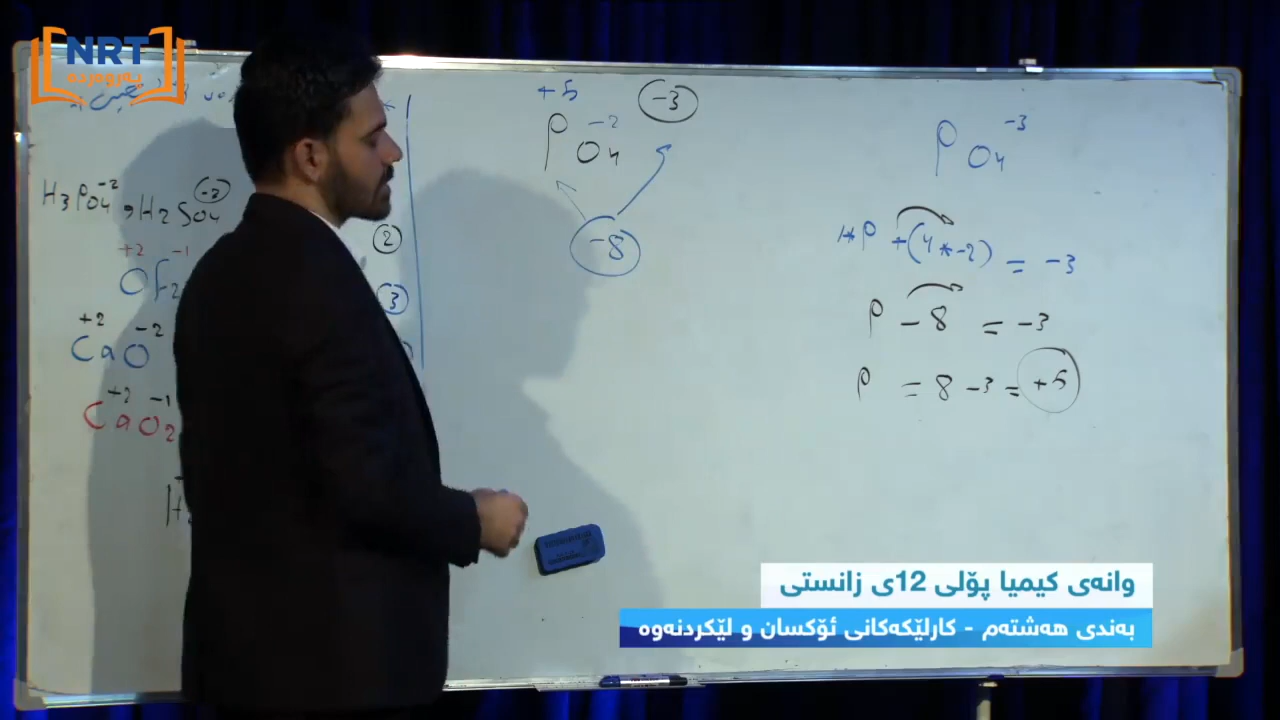 NRT
پەروەردە
+5
-3
P O4 -2
-8
P O4 -3
H3PO4 -2 , H2SO4 -2
+2 -1
OF2
2
3
+2 -2
CaO
+2 -1
CaO2
H
*P + (4*-2) = -3
P - 8 = -3
P = 8 - 3 = +5
وانەی کیمیا پۆلی 12ی زانستی
بەندی هەشتەم - کارلێکەکانی ئۆکسان و لێکردنەوە